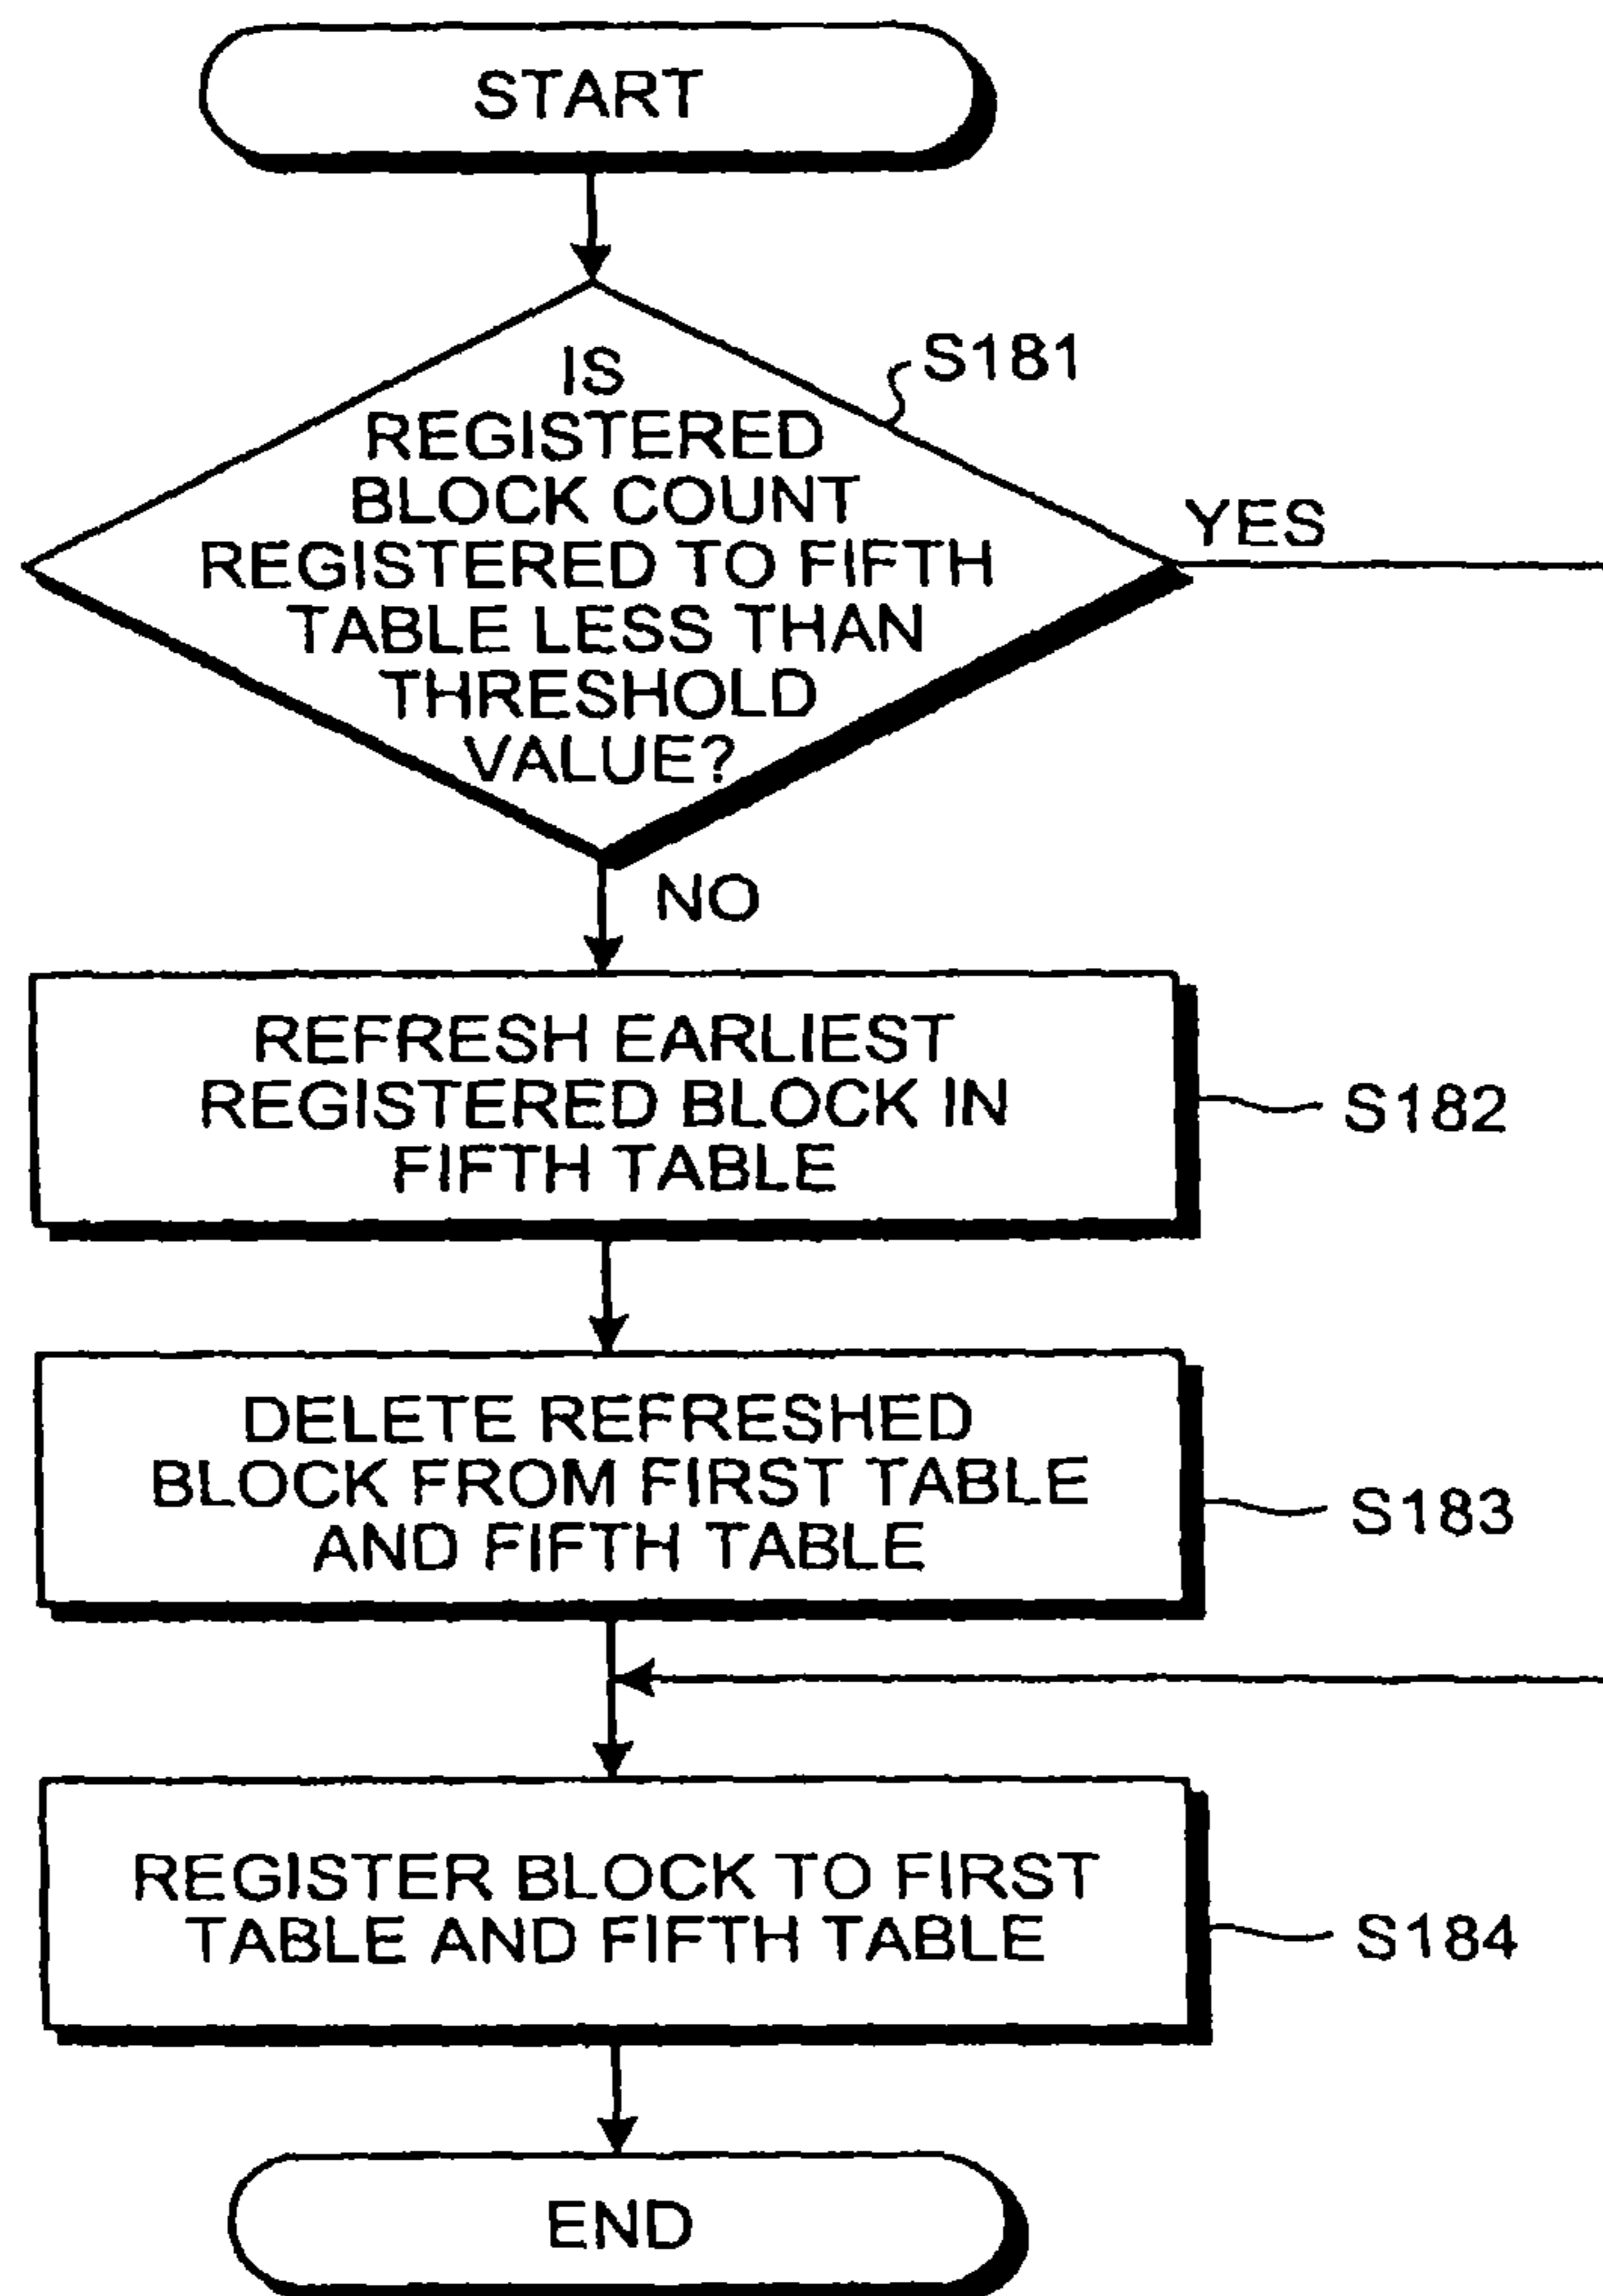 START
IS
REGISTERED
BLOCK COUNT
REGISTERED TO FIFTH
TABLE LESS THAN
THRESHOLD
VALUE?
S181
YES
NO
REFRESH EARLIEST
REGISTERED BLOCK IN
FIFTH TABLE
S182
DELETE REFRESHED
BLOCK FROM FIRST TABLE
AND FIFTH TABLE
S183
REGISTER BLOCK TO FIRST
TABLE AND FIFTH TABLE
S184
END